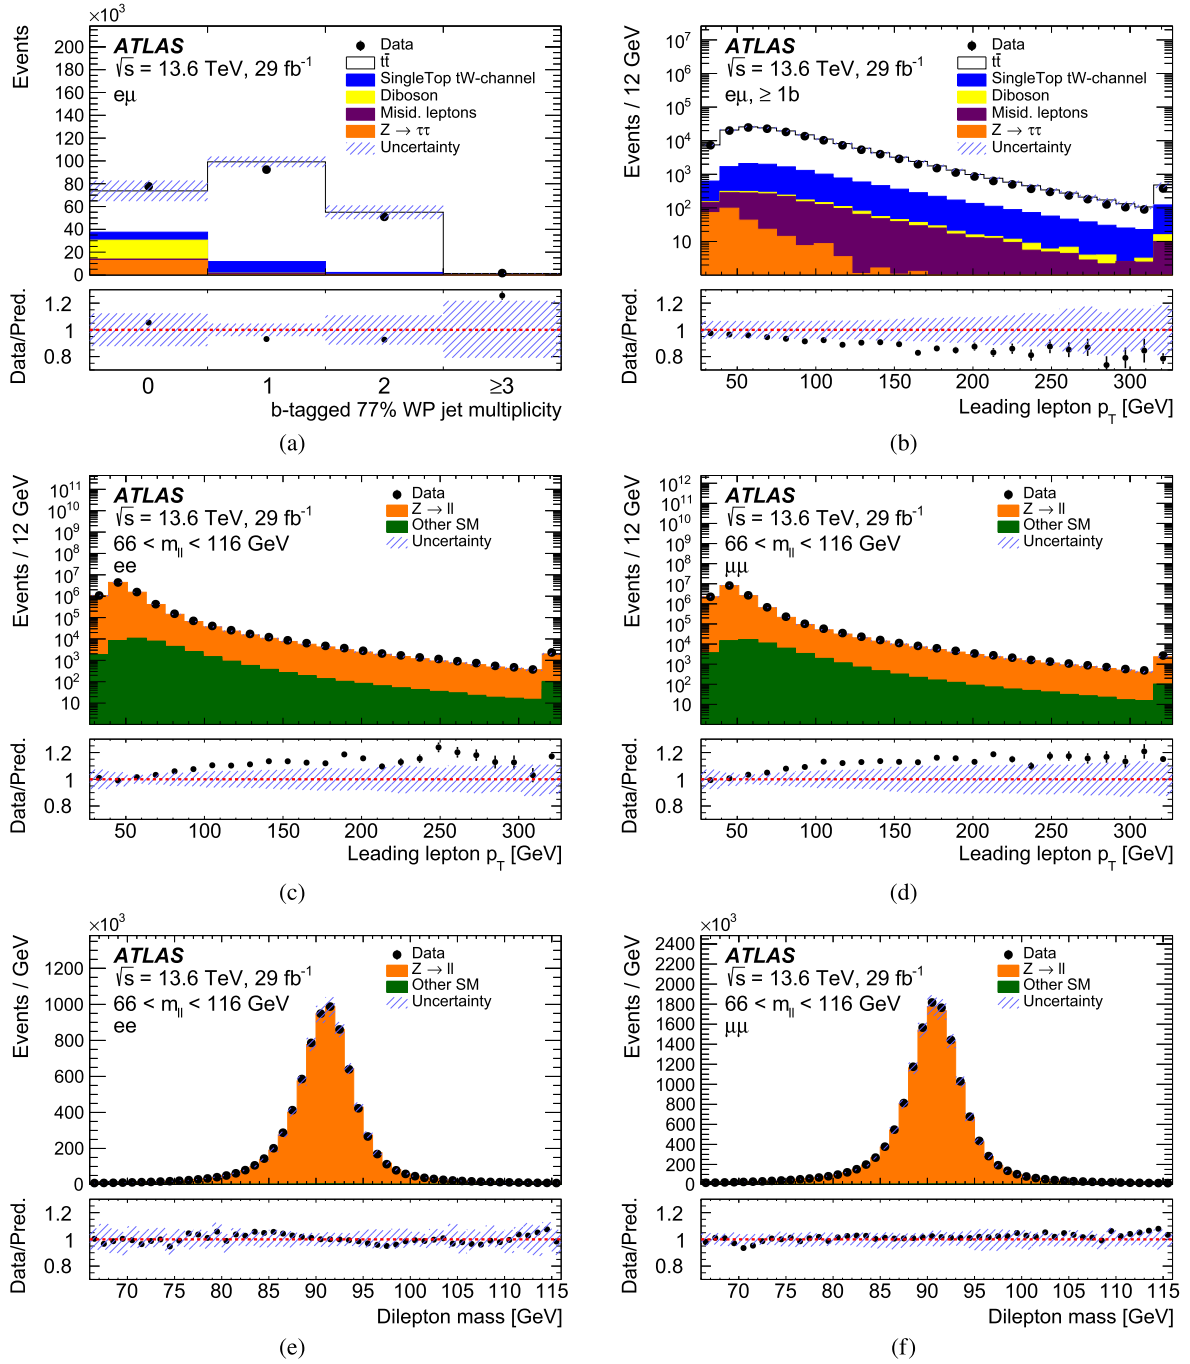 ×10³
Events
200
180
160
140
120
100
80
60
40
20
0
ATLAS
√s = 13.6 TeV, 29 fb⁻¹
eμ
Data
tt̄
SingleTop tW-channel
Diboson
Misid. leptons
Z → ττ
Uncertainty
Data/Pred.
1.2
1
0.8
0 1 2 ≥3
b-tagged 77% WP jet multiplicity
(a)
Events / 12 GeV
10⁷
10⁶
10⁵
10⁴
10³
10²
10
ATLAS
√s = 13.6 TeV, 29 fb⁻¹
eμ, ≥ 1b
Data
tt̄
SingleTop tW-channel
Diboson
Misid. leptons
Z → ττ
Uncertainty
Data/Pred.
1.2
1
0.8
50 100 150 200 250 300
Leading lepton p_T [GeV]
(b)
Events / 12 GeV
10¹¹
10¹⁰
10⁹
10⁸
10⁷
10⁶
10⁵
10⁴
10³
10²
10
ATLAS
√s = 13.6 TeV, 29 fb⁻¹
66 < m_ll < 116 GeV
ee
Data
Z → ll
Other SM
Uncertainty
Data/Pred.
1.2
1
0.8
50 100 150 200 250 300
Leading lepton p_T [GeV]
(c)
Events / 12 GeV
10¹²
10¹¹
10¹⁰
10⁹
10⁸
10⁷
10⁶
10⁵
10⁴
10³
10²
10
ATLAS
√s = 13.6 TeV, 29 fb⁻¹
66 < m_ll < 116 GeV
μμ
Data
Z → ll
Other SM
Uncertainty
Data/Pred.
1.2
1
0.8
50 100 150 200 250 300
Leading lepton p_T [GeV]
(d)
×10³
Events / GeV
1200
1000
800
600
400
200
0
ATLAS
√s = 13.6 TeV, 29 fb⁻¹
66 < m_ll < 116 GeV
ee
Data
Z → ll
Other SM
Uncertainty
Data/Pred.
1.2
1
0.8
70 75 80 85 90 95 100 105 110 115
Dilepton mass [GeV]
(e)
×10³
Events / GeV
2400
2200
2000
1800
1600
1400
1200
1000
800
600
400
200
0
ATLAS
√s = 13.6 TeV, 29 fb⁻¹
66 < m_ll < 116 GeV
μμ
Data
Z → ll
Other SM
Uncertainty
Data/Pred.
1.2
1
0.8
70 75 80 85 90 95 100 105 110 115
Dilepton mass [GeV]
(f)